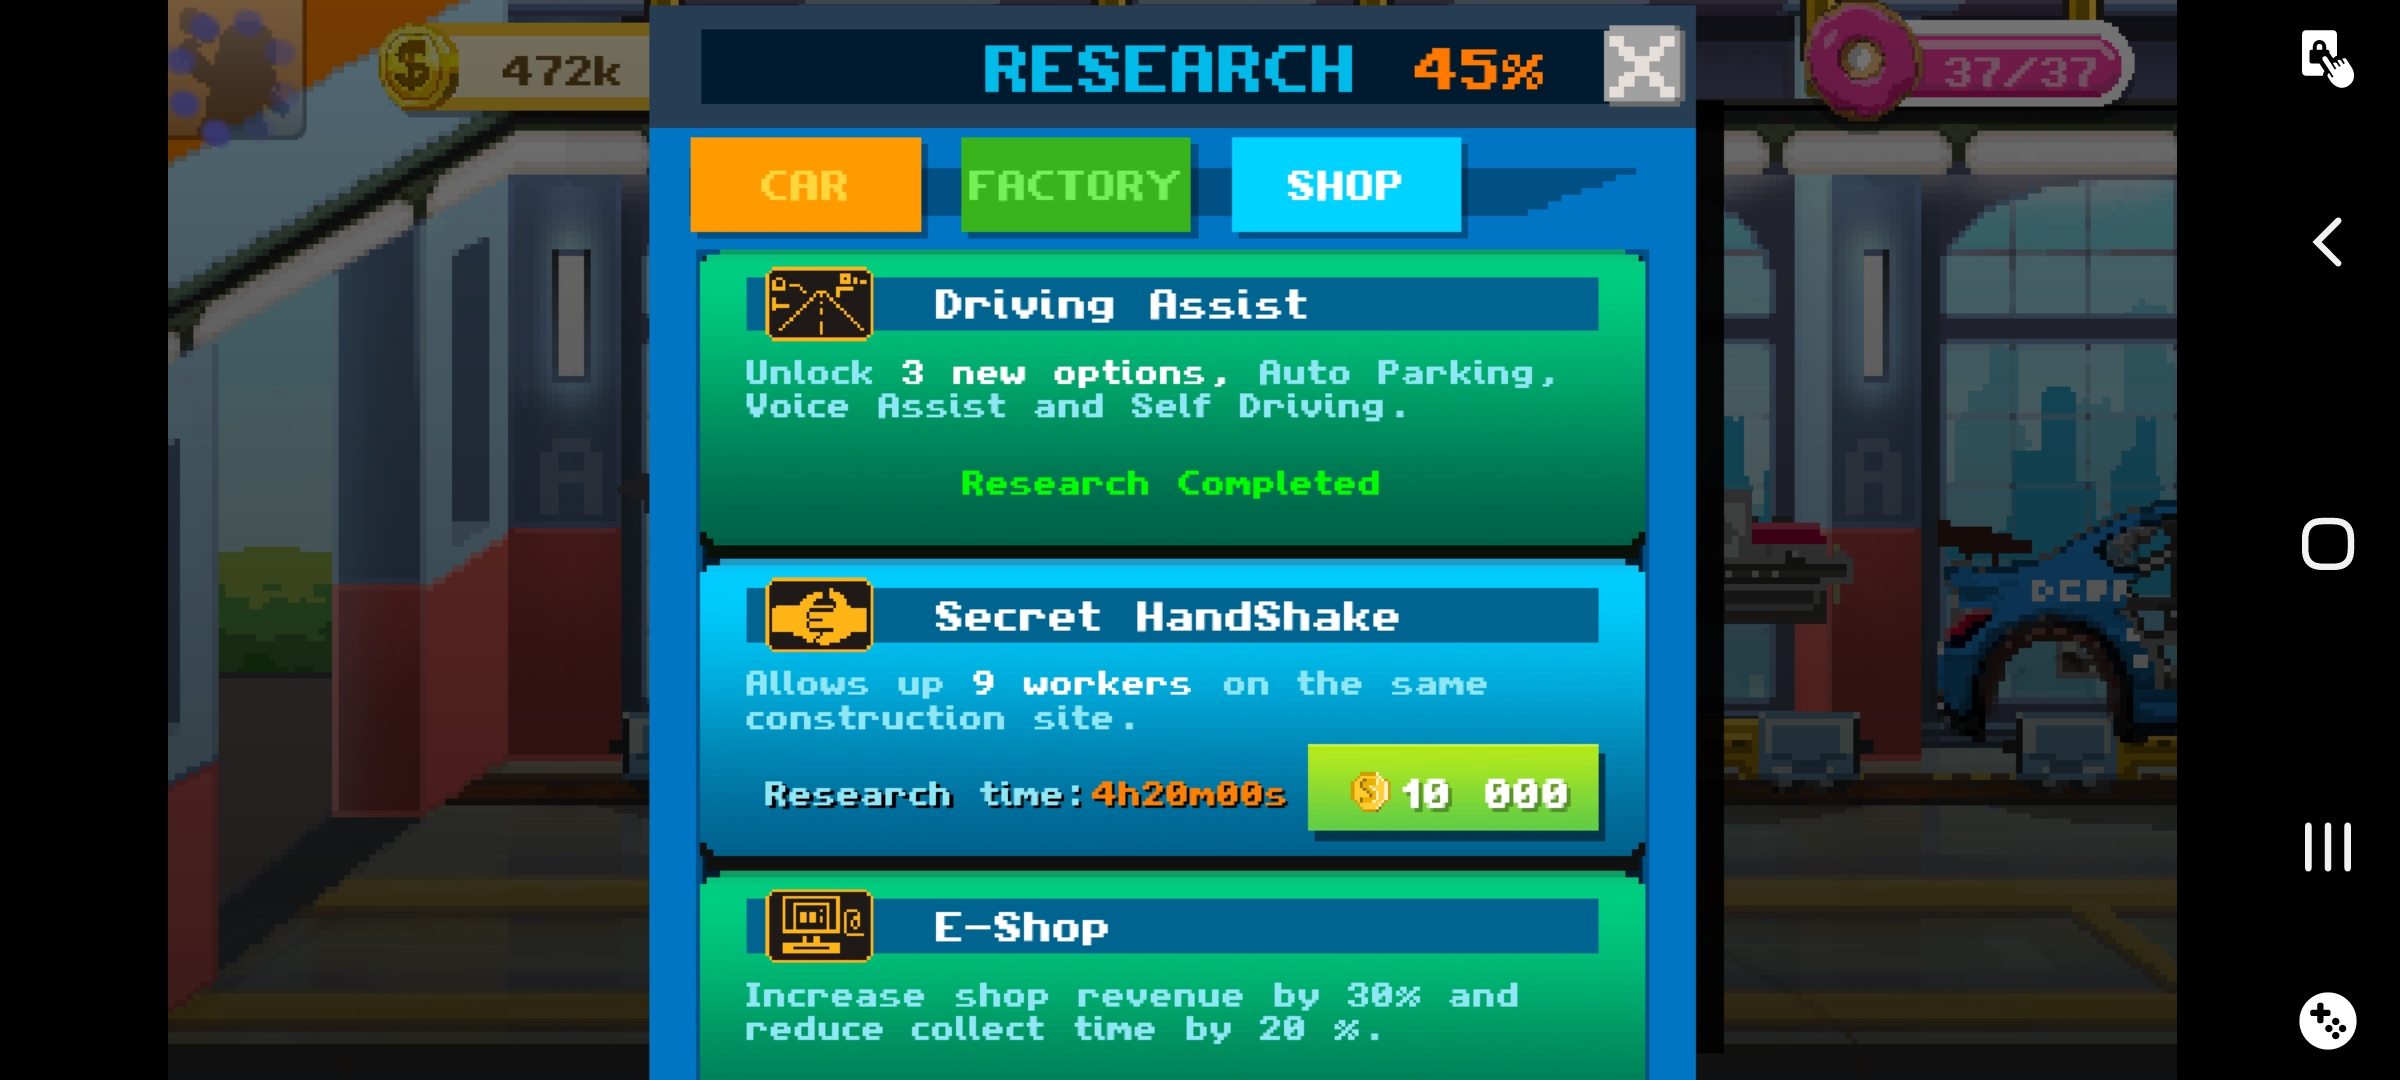 472k
RESEARCH 45%
37/37
CAR FACTORY SHOP
Driving Assist
Unlock 3 new options, Auto Parking,
Voice Assist and Self Driving.
Research Completed
Secret HandShake
Allows up 9 workers on the same
construction site.
Research time:4h20m00s
10 000
E-Shop
Increase shop revenue by 30% and
reduce collect time by 20 %.
A
A